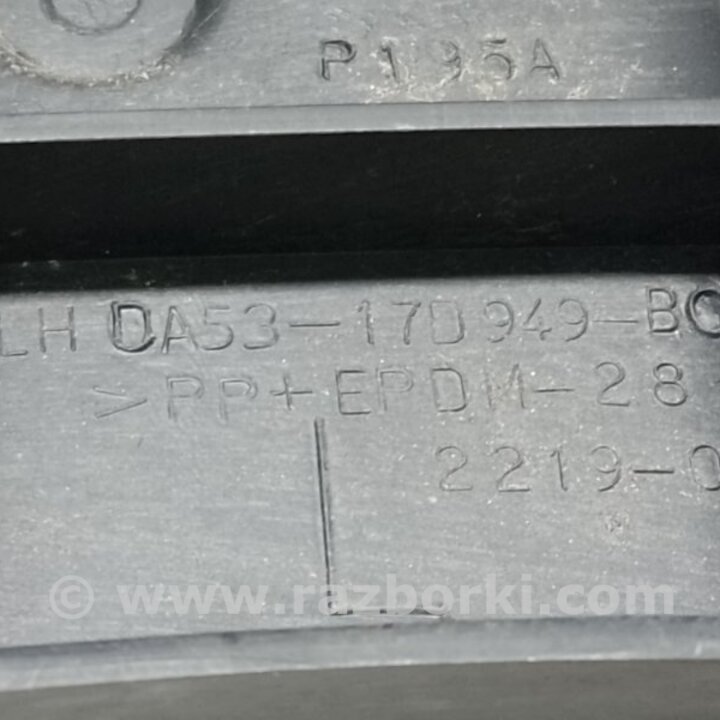 P195A
LH DA53-17D949-BC
>PP+EPDM-28
2219-0
© www.razborki.com